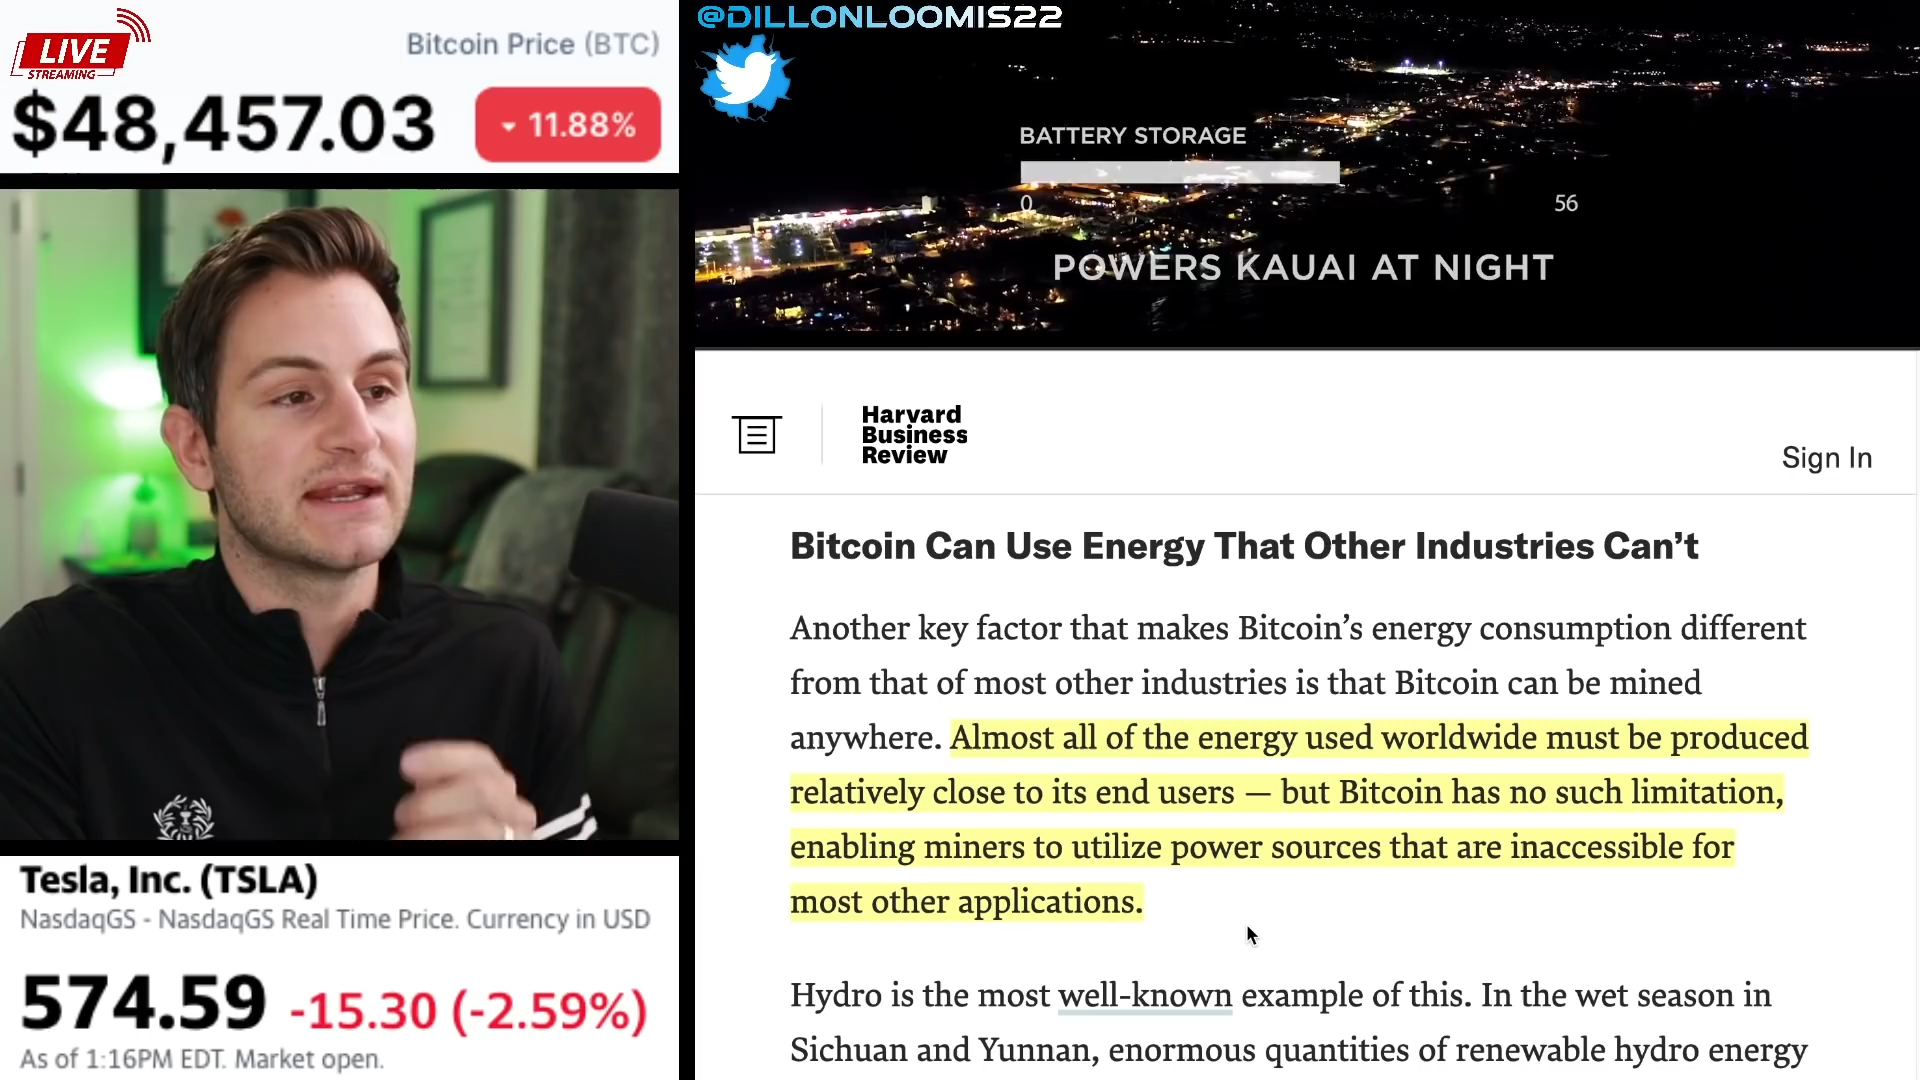 LIVE
STREAMING
Bitcoin Price (BTC)
$48,457.03
11.88%
@DILLONLOOMIS22
BATTERY STORAGE
0
56
POWERS KAUAI AT NIGHT
Harvard
Business
Review
Sign In
Bitcoin Can Use Energy That Other Industries Can’t
Another key factor that makes Bitcoin’s energy consumption different
from that of most other industries is that Bitcoin can be mined
anywhere. Almost all of the energy used worldwide must be produced
relatively close to its end users — but Bitcoin has no such limitation,
enabling miners to utilize power sources that are inaccessible for
most other applications.
Hydro is the most well-known example of this. In the wet season in
Sichuan and Yunnan, enormous quantities of renewable hydro energy
Tesla, Inc. (TSLA)
NasdaqGS - NasdaqGS Real Time Price. Currency in USD
574.59 -15.30 (-2.59%)
As of 1:16PM EDT. Market open.